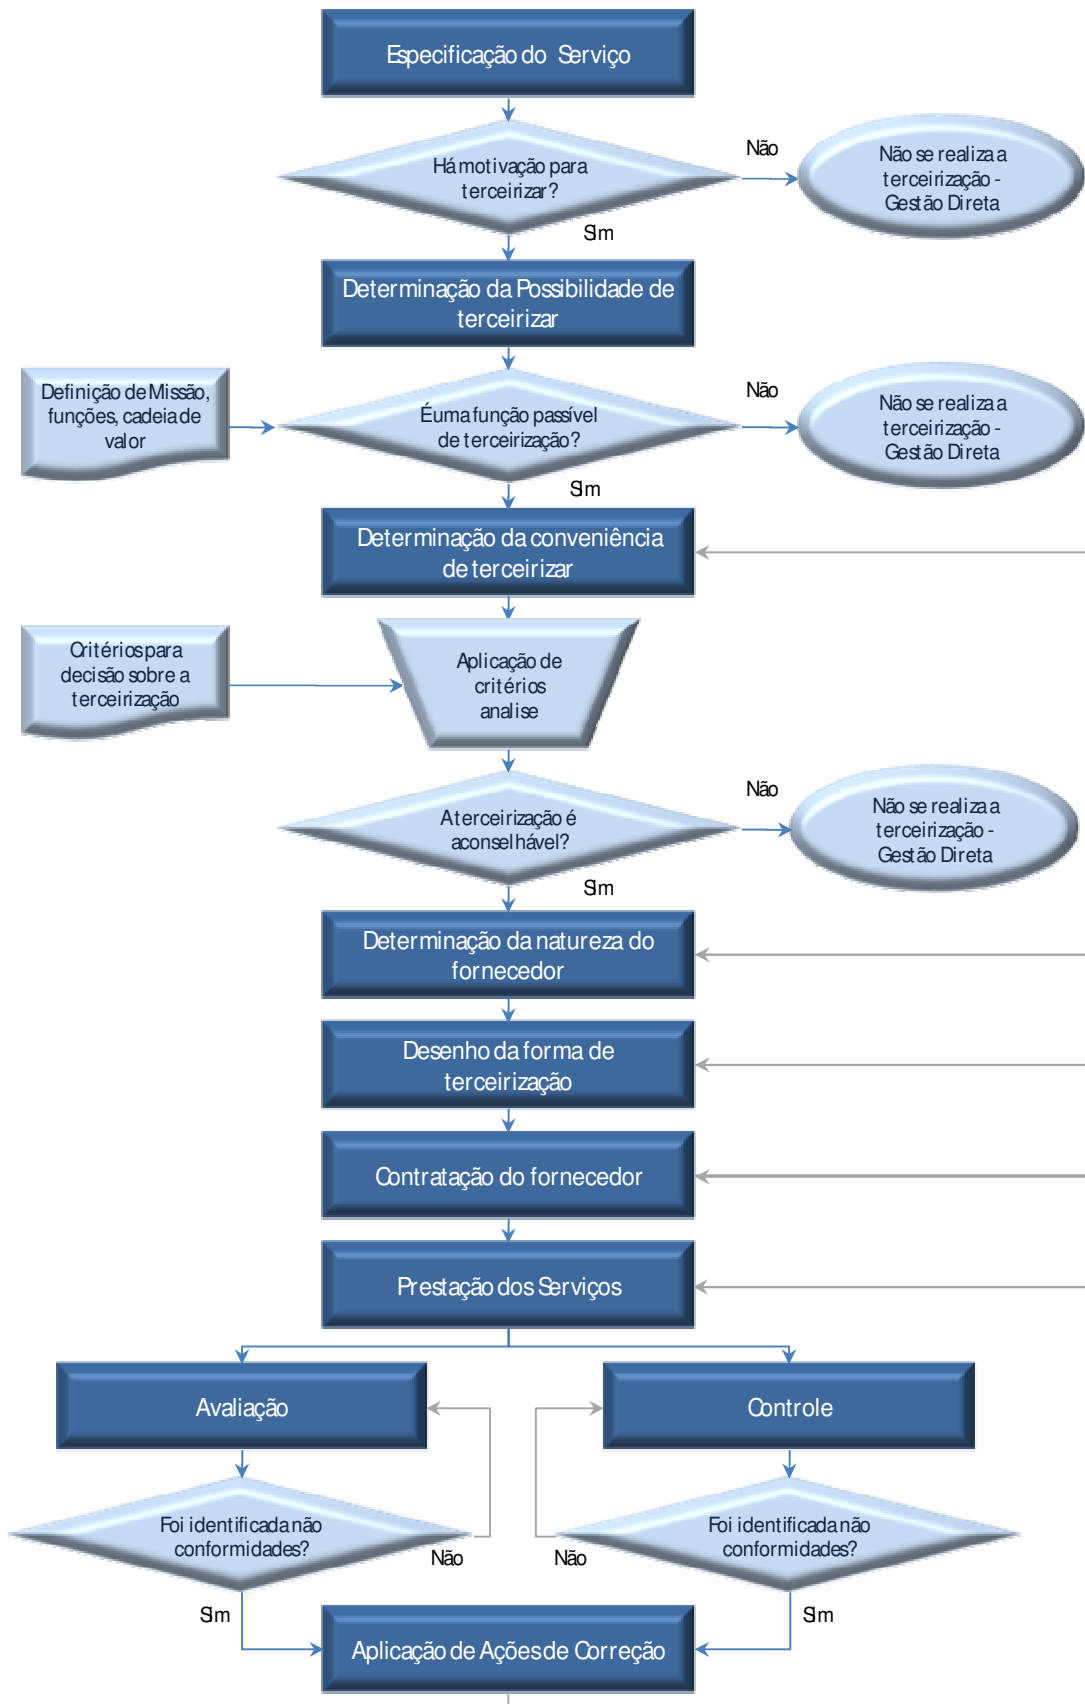 Especificação do Serviço
Há motivação para
terceirizar?
Não
Não se realiza a
terceirização -
Gestão Direta
Sim
Determinação da Possibilidade de
terceirizar
Definição de Missão,
funções, cadeia de
valor
É uma função passível
de terceirização?
Não
Não se realiza a
terceirização -
Gestão Direta
Sim
Determinação da conveniência
de terceirizar
Critérios para
decisão sobre a
terceirização
Aplicação de
critérios
analise
A terceirização é
aconselhável?
Não
Não se realiza a
terceirização -
Gestão Direta
Sim
Determinação da natureza do
fornecedor
Desenho da forma de
terceirização
Contratação do fornecedor
Prestação dos Serviços
Avaliação
Controle
Foi identificada não
conformidades?
Não
Foi identificada não
conformidades?
Não
Sim
Sim
Aplicação de Ações de Correção